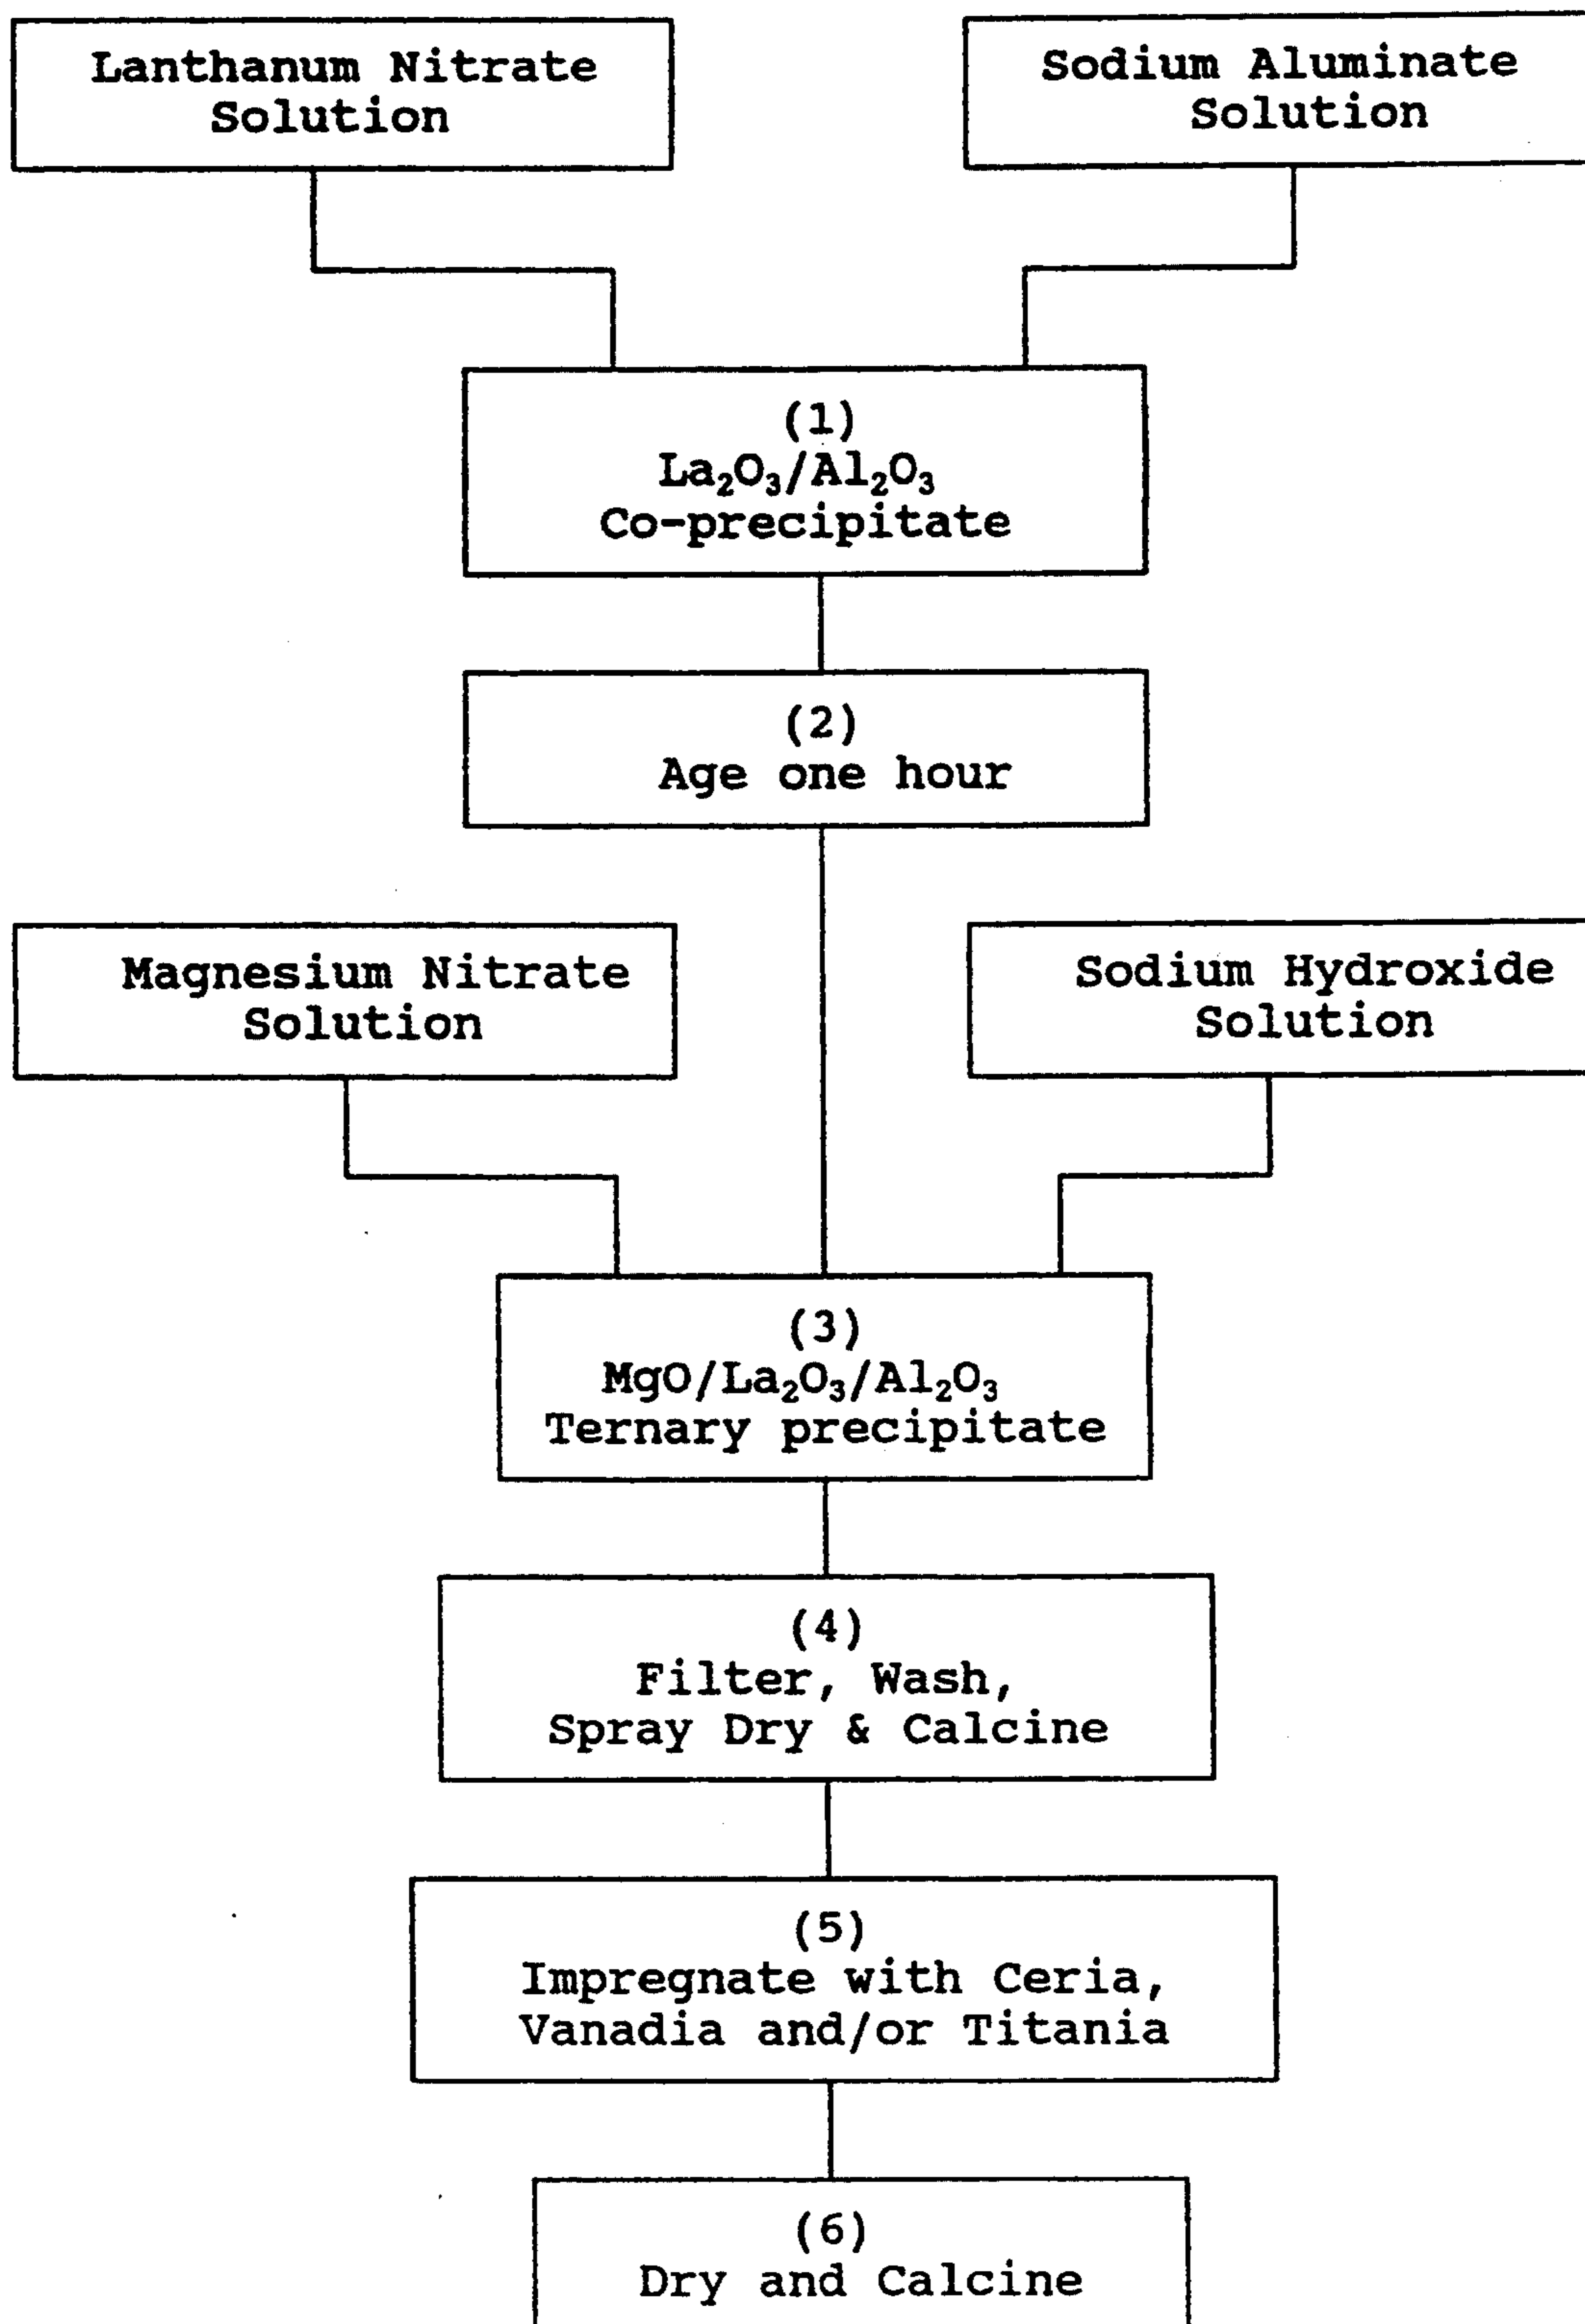 Lanthanum Nitrate
Solution
Sodium Aluminate
Solution
(1)
La₂O₃/Al₂O₃
Co-precipitate
(2)
Age one hour
Magnesium Nitrate
Solution
Sodium Hydroxide
Solution
(3)
MgO/La₂O₃/Al₂O₃
Ternary precipitate
(4)
Filter, Wash,
Spray Dry & Calcine
(5)
Impregnate with Ceria,
Vanadia and/or Titania
(6)
Dry and Calcine